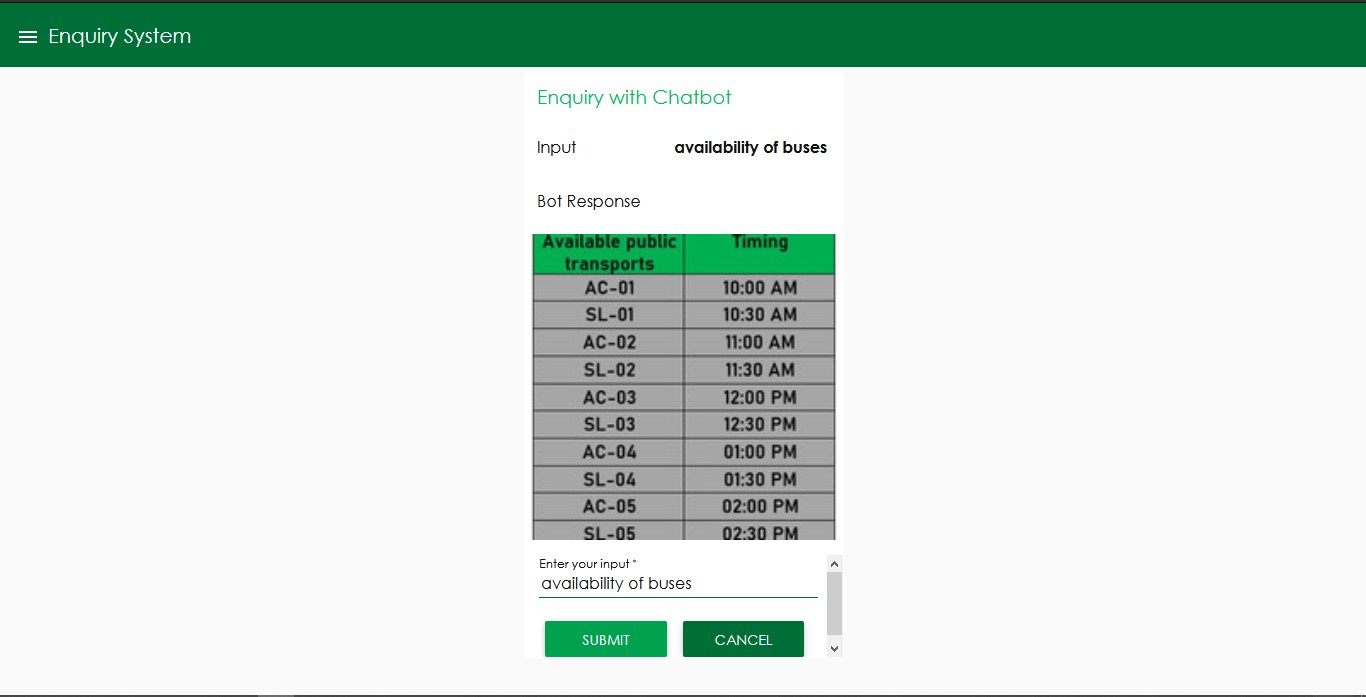 Enquiry System
Enquiry with Chatbot
Input availability of buses
Bot Response
Available public transports Timing
AC-01 10:00 AM
SL-01 10:30 AM
AC-02 11:00 AM
SL-02 11:30 AM
AC-03 12:00 PM
SL-03 12:30 PM
AC-04 01:00 PM
SL-04 01:30 PM
AC-05 02:00 PM
SL-05 02:30 PM
Enter your input *
availability of buses
SUBMIT CANCEL